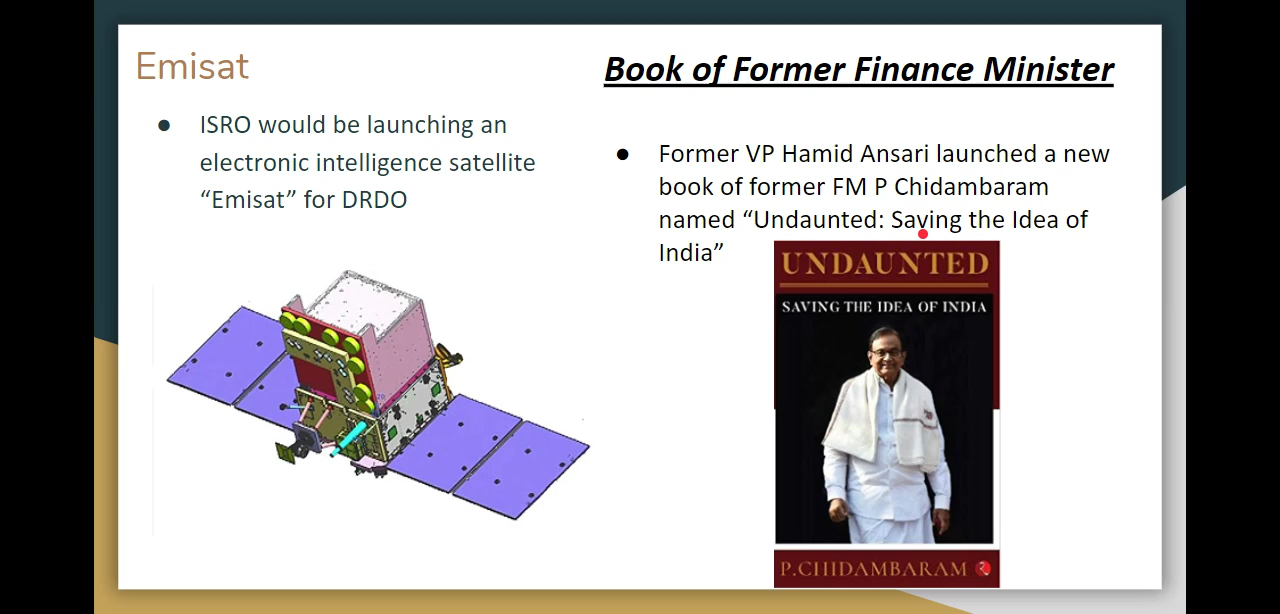 Emisat
● ISRO would be launching an
electronic intelligence satellite
“Emisat” for DRDO
Book of Former Finance Minister
● Former VP Hamid Ansari launched a new
book of former FM P Chidambaram
named “Undaunted: Saving the Idea of
India”
UNDAUNTED
SAVING THE IDEA OF INDIA
P.CHIDAMBARAM